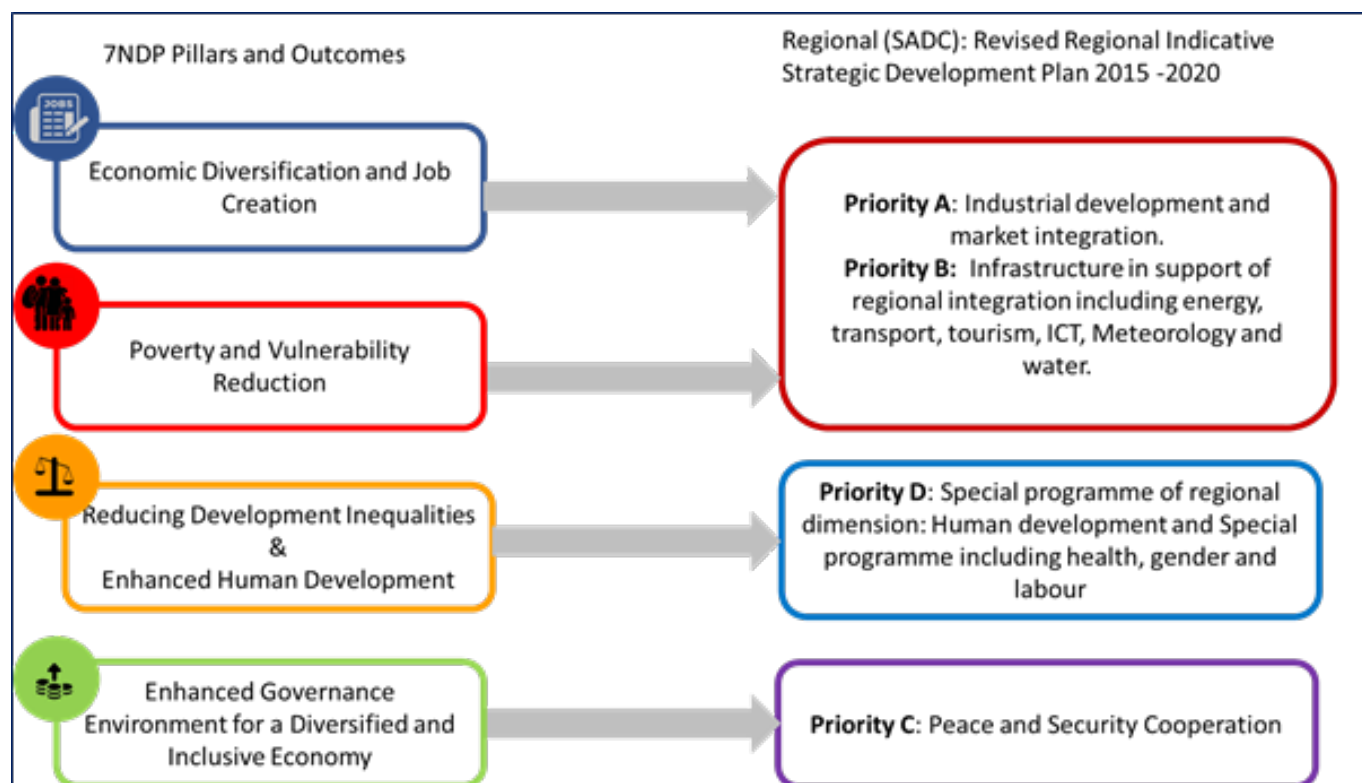 7NDP Pillars and Outcomes
Regional (SADC): Revised Regional Indicative
Strategic Development Plan 2015 -2020
JOBS
Economic Diversification and Job
Creation
Priority A: Industrial development and
market integration.
Priority B: Infrastructure in support of
regional integration including energy,
transport, tourism, ICT, Meteorology and
water.
Poverty and Vulnerability
Reduction
Reducing Development Inequalities
&
Enhanced Human Development
Priority D: Special programme of regional
dimension: Human development and Special
programme including health, gender and
labour
Enhanced Governance
Environment for a Diversified and
Inclusive Economy
Priority C: Peace and Security Cooperation